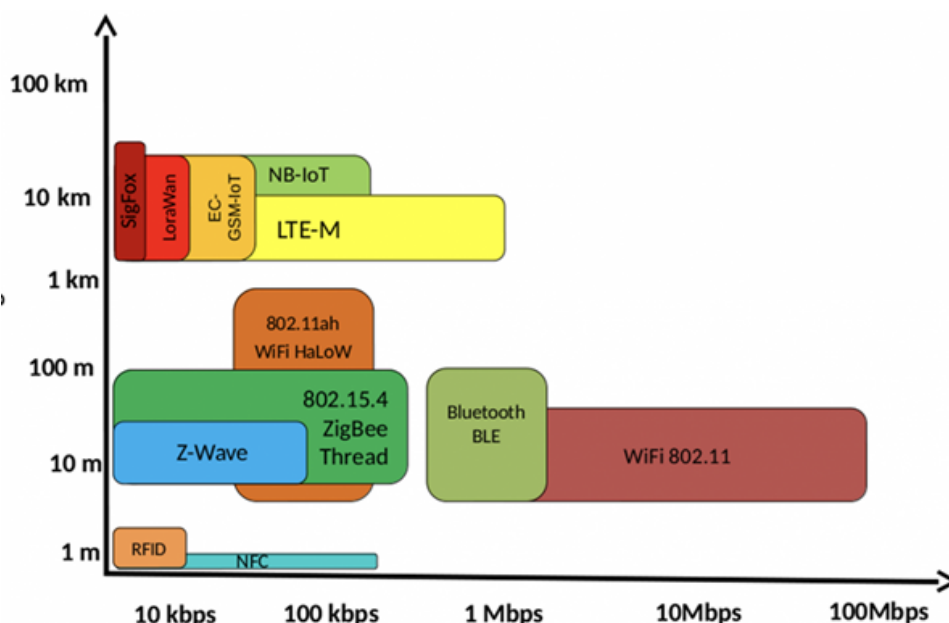 100 km
SigFox
LoraWan
EC-
GSM-IoT
NB-IoT
10 km
LTE-M
1 km
802.11ah
WiFi HaLoW
100 m
802.15.4
ZigBee
Thread
Z-Wave
Bluetooth
BLE
WiFi 802.11
10 m
RFID
NFC
1 m
10 kbps
100 kbps
1 Mbps
10Mbps
100Mbps